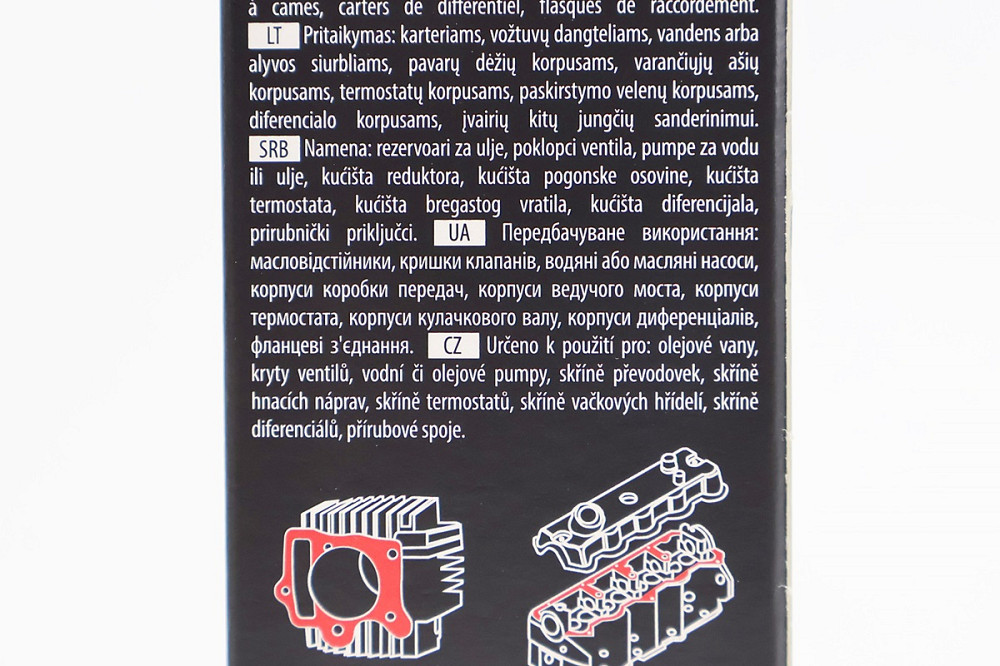 à cames, carters de différentiel, flasques de raccordement.
LT Pritaikymas: karteriams, vožtuvų dangteliams, vandens arba
alyvos siurbliams, pavarų dėžių korpusams, varančiųjų ašių
korpusams, termostatų korpusams, paskirstymo velenų korpusams,
diferencialo korpusams, įvairių kitų jungčių sanderinimui.
SRB Namena: rezervoari za ulje, poklopci ventila, pumpe za vodu
ili ulje, kućišta reduktora, kućišta pogonske osovine, kućišta
termostata, kućišta bregastog vratila, kućišta diferencijala,
prirubnički priključci. UA Передбачуване використання:
масловідстійники, кришки клапанів, водяні або масляні насоси,
корпуси коробки передач, корпуси ведучого моста, корпуси
термостата, корпуси кулачкового валу, корпуси диференціалів,
фланцеві з'єднання. CZ Určeno k použití pro: olejové vany,
kryty ventilů, vodní či olejové pumpy, skříně převodovek, skříně
hnacích náprav, skříně termostatů, skříně vačkových hřídelí, skříně
diferenciálů, přírubové spoje.